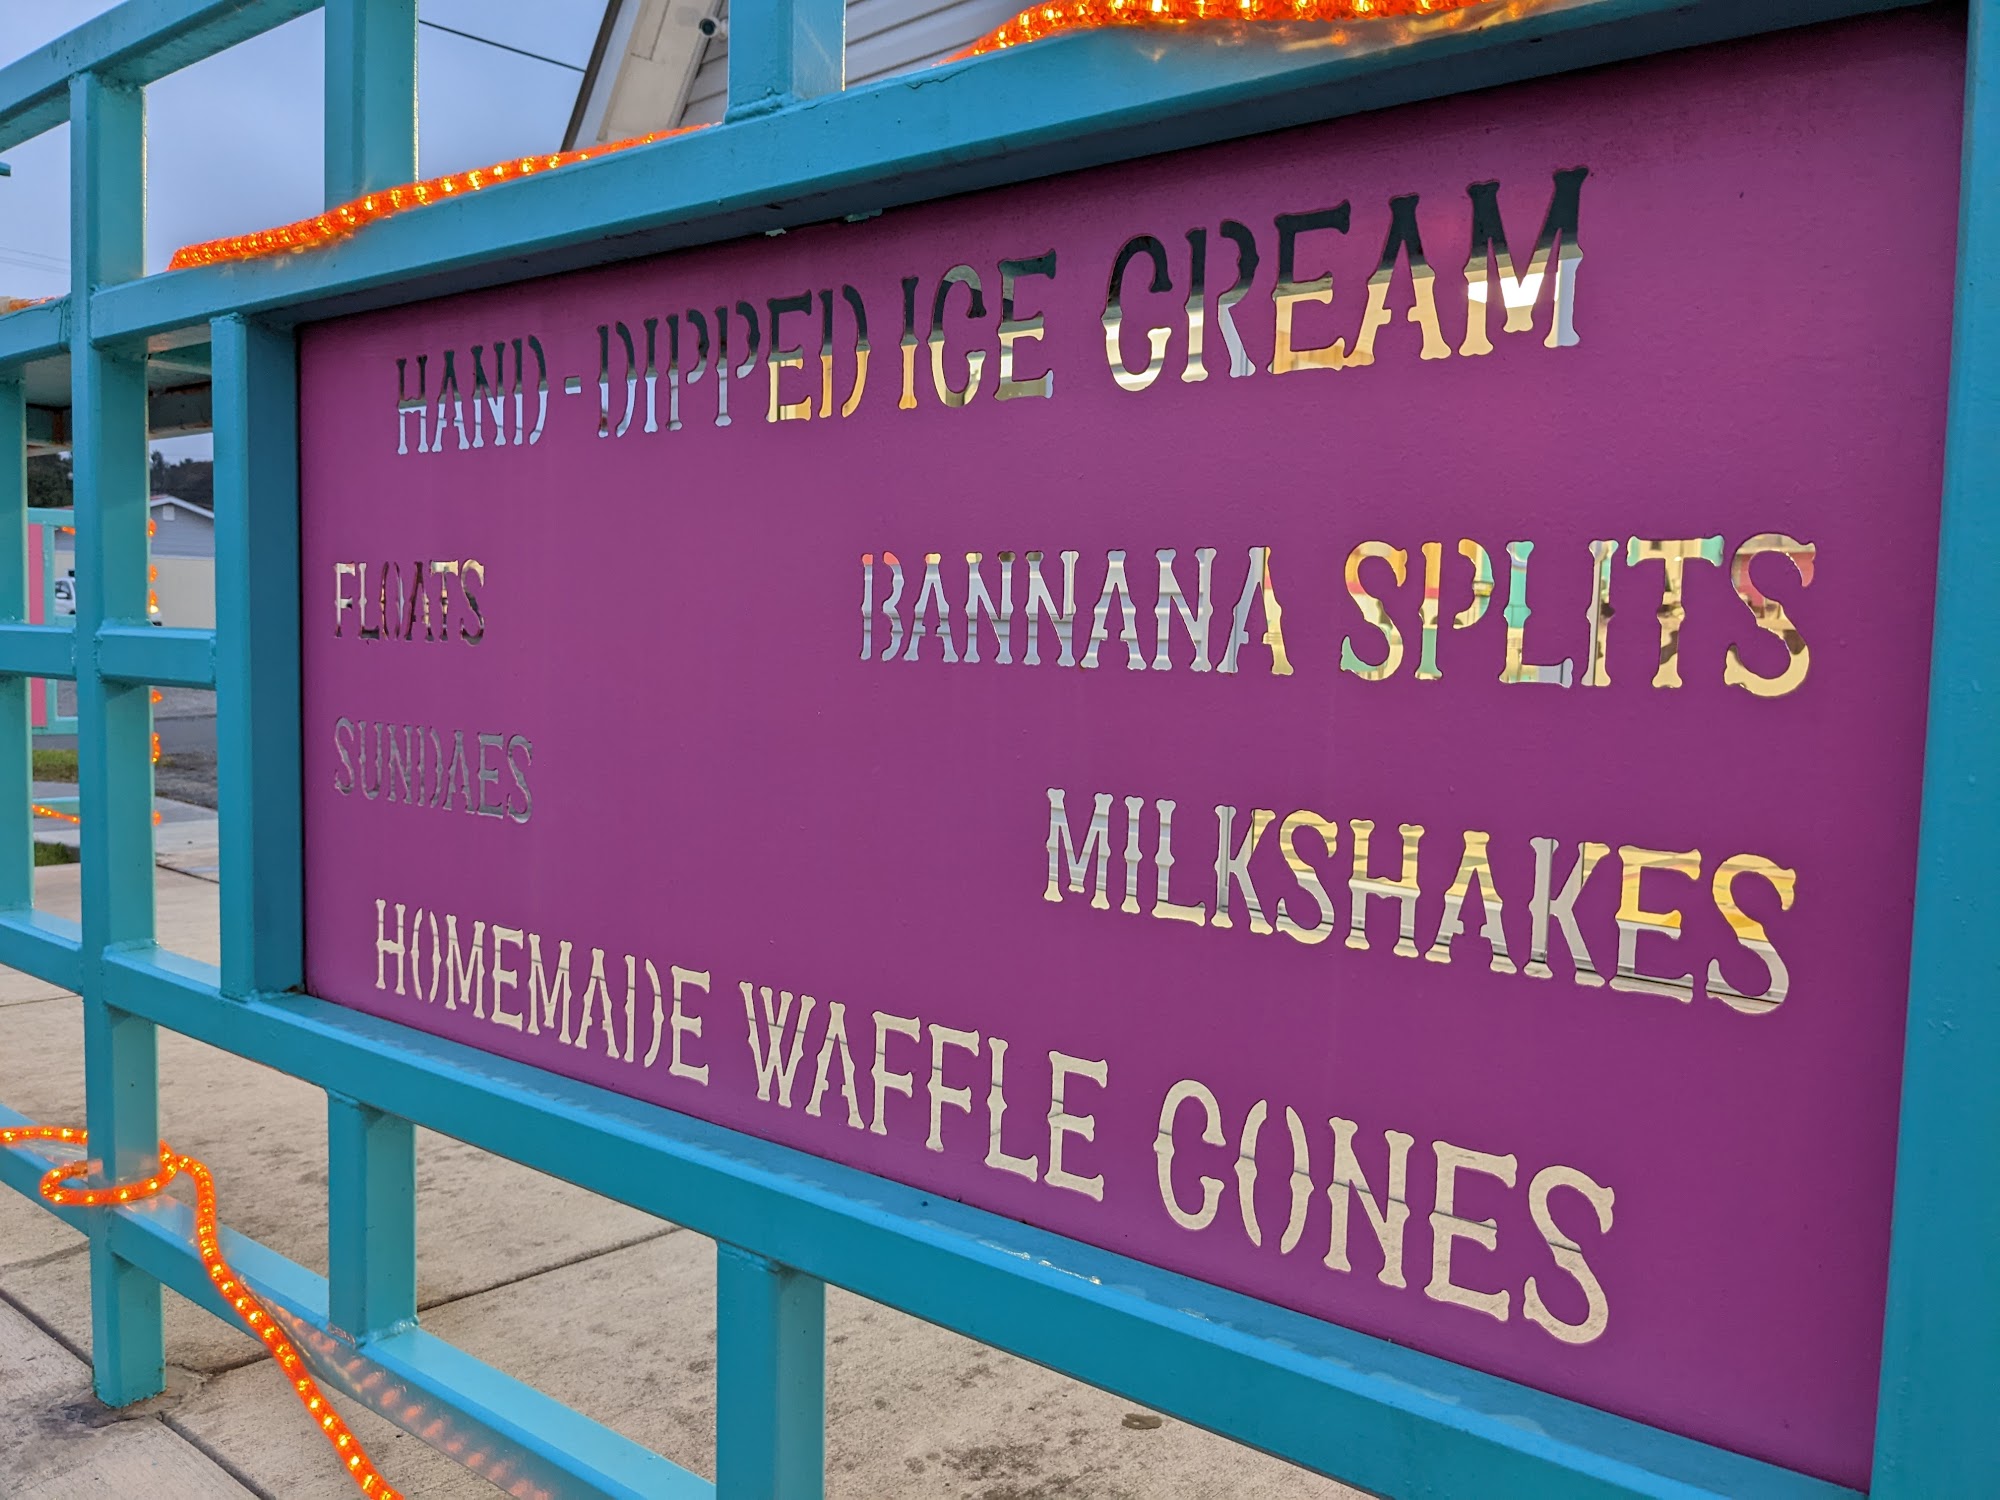 HAND-DIPPED ICE CREAM
FLOATS
BANNANA SPLITS
SUNDAES
MILKSHAKES
HOMEMADE WAFFLE CONES